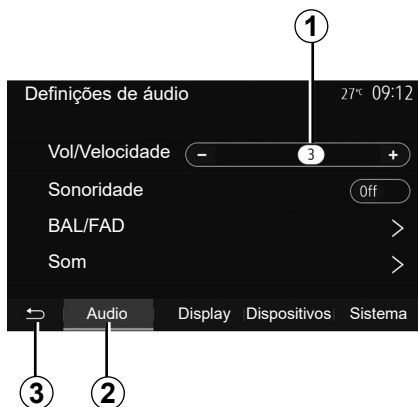 1
Definições de áudio 27°C 09:12
Vol/Velocidade - 3 +
Sonoridade Off
BAL/FAD >
Som >
Audio Display Dispositivos Sistema
3 2